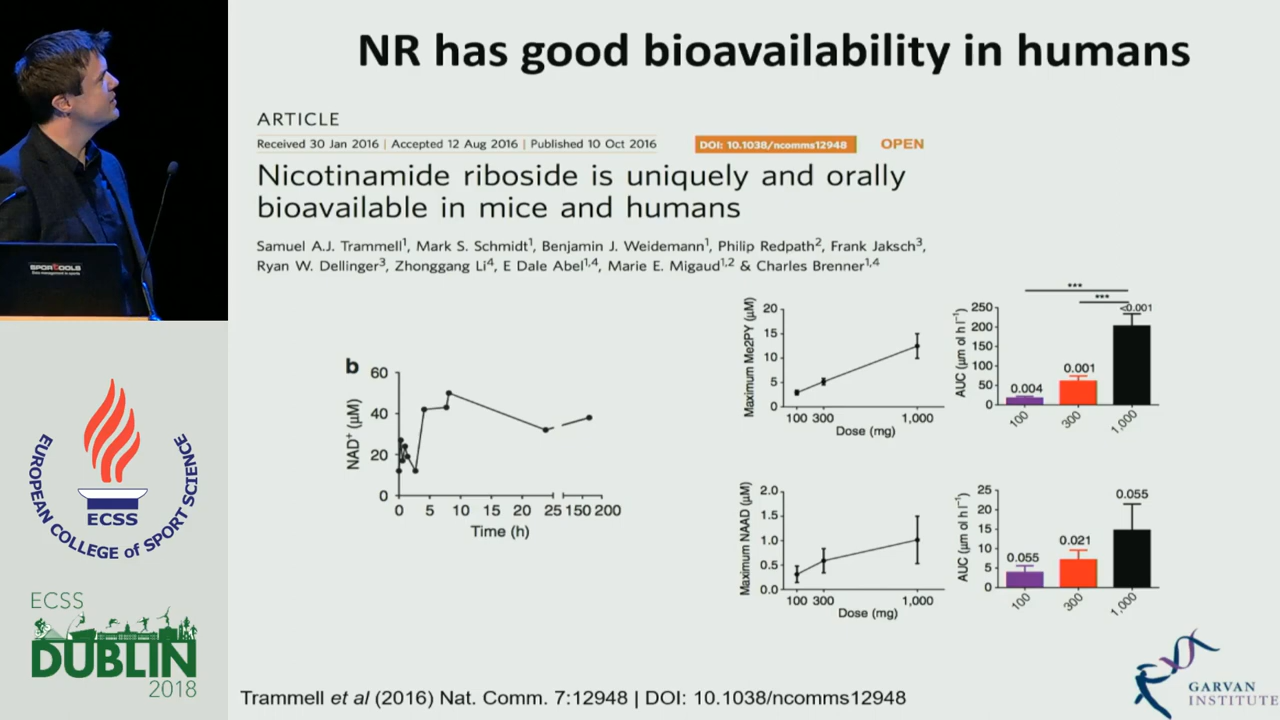 NR has good bioavailability in humans
ARTICLE
Received 30 Jan 2016 | Accepted 12 Aug 2016 | Published 10 Oct 2016
DOI: 10.1038/ncomms12948
OPEN
Nicotinamide riboside is uniquely and orally
bioavailable in mice and humans
Samuel A.J. Trammell1, Mark S. Schmidt1, Benjamin J. Weidemann1, Philip Redpath2, Frank Jaksch3,
Ryan W. Dellinger3, Zhonggang Li4, E Dale Abel1,4, Marie E. Migaud1,2 & Charles Brenner1,4
b
60
40
20
0
NAD+ (μM)
0 5 10 15 20 25 150 200
Time (h)
20
15
10
5
0
Maximum Me2PY (μM)
100 300 1,000
Dose (mg)
***
***
250
200
150
100
50
0
AUC (μm ol h l−1)
0.004
0.001
<0.001
100
300
1,000
2.0
1.5
1.0
0.5
0.0
Maximum NAAD (μM)
100 300 1,000
Dose (mg)
25
20
15
10
5
0
AUC (μm ol h l−1)
0.055
0.021
0.055
100
300
1,000
Trammell et al (2016) Nat. Comm. 7:12948 | DOI: 10.1038/ncomms12948
GARVAN
INSTITUTE
SPORTOOLS
EUROPEAN COLLEGE of SPORT SCIENCE
ECSS
ECSS
DUBLIN
2018